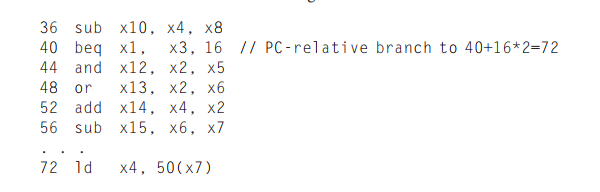 36 sub x10, x4, x8
40 beq x1, x3, 16 // PC-relative branch to 40+16*2=72
44 and x12, x2, x5
48 or x13, x2, x6
52 add x14, x4, x2
56 sub x15, x6, x7
. . .
72 ld x4, 50(x7)